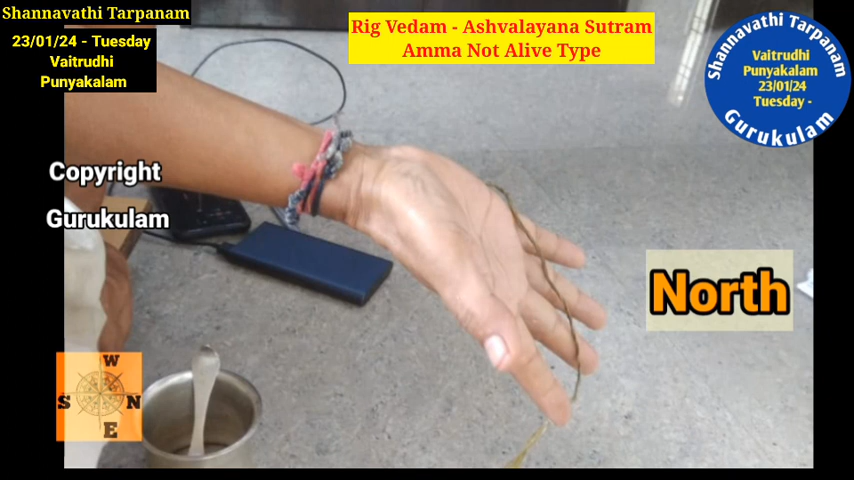 Shannavathi Tarpanam
23/01/24 - Tuesday
Vaitrudhi
Punyakalam
Rig Vedam - Ashvalayana Sutram
Amma Not Alive Type
Shannavathi Tarpanam
Vaitrudhi
Punyakalam
23/01/24
Tuesday -
Gurukulam
Copyright
Gurukulam
North
W
S N
E